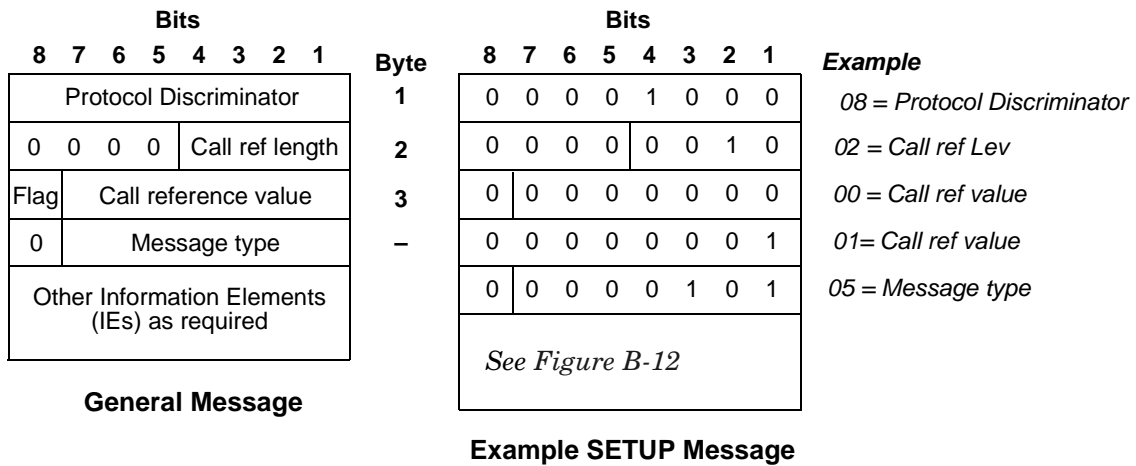 Bits
8 7 6 5 4 3 2 1
Protocol Discriminator
0 0 0 0 Call ref length
Flag Call reference value
0 Message type
Other Information Elements
(IEs) as required
General Message
Byte
1
2
3
–
Bits
8 7 6 5 4 3 2 1
0 0 0 0 1 0 0 0
0 0 0 0 0 0 1 0
0 0 0 0 0 0 0 0
0 0 0 0 0 0 0 1
0 0 0 0 0 1 0 1
See Figure B-12
Example SETUP Message
Example
08 = Protocol Discriminator
02 = Call ref Lev
00 = Call ref value
01= Call ref value
05 = Message type